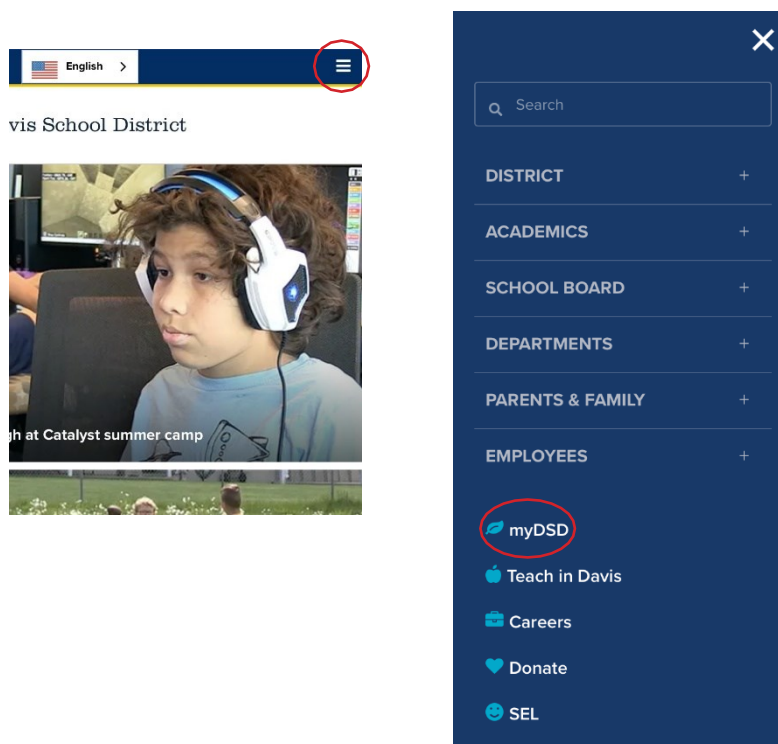 English
vis School District
gh at Catalyst summer camp
Search
DISTRICT
ACADEMICS
SCHOOL BOARD
DEPARTMENTS
PARENTS & FAMILY
EMPLOYEES
myDSD
Teach in Davis
Careers
Donate
SEL